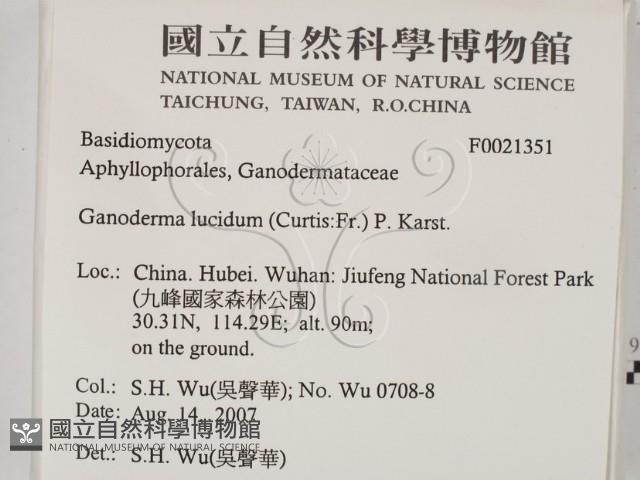 國立自然科學博物館
NATIONAL MUSEUM OF NATURAL SCIENCE
TAICHUNG, TAIWAN, R.O.CHINA
Basidiomycota F0021351
Aphyllophorales, Ganodermataceae
Ganoderma lucidum (Curtis:Fr.) P. Karst.
Loc.: China. Hubei. Wuhan: Jiufeng National Forest Park
(九峰國家森林公園)
30.31N, 114.29E; alt. 90m;
on the ground.
Col.: S.H. Wu(吳聲華); No. Wu 0708-8
Date: Aug. 14, 2007
國立自然科學博物館
NATIONAL MUSEUM OF NATURAL SCIENCE
Det.: S.H. Wu(吳聲華)
9